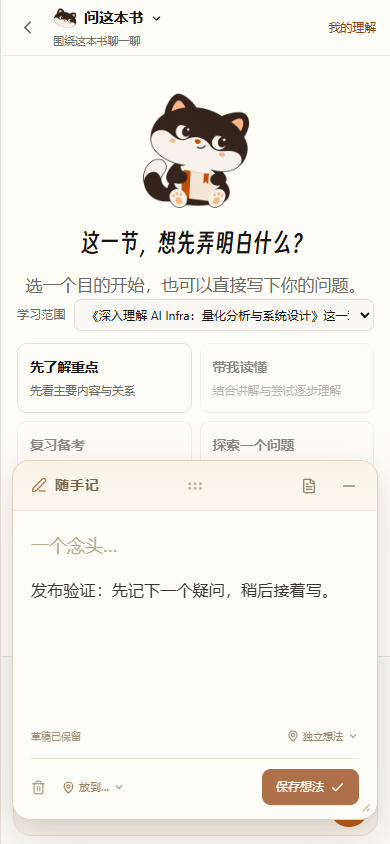 问这本书
围绕这本书聊一聊
我的理解
这一节，想先弄明白什么？
选一个目的开始，也可以直接写下你的问题。
学习范围
《深入理解 AI Infra：量化分析与系统设计》这一
先了解重点
先看主要内容与关系
带我读懂
结合讲解与尝试逐步理解
复习备考
探索一个问题
随手记
一个念头...
发布验证：先记下一个疑问，稍后接着写。
草稿已保留
独立想法
放到...
保存想法